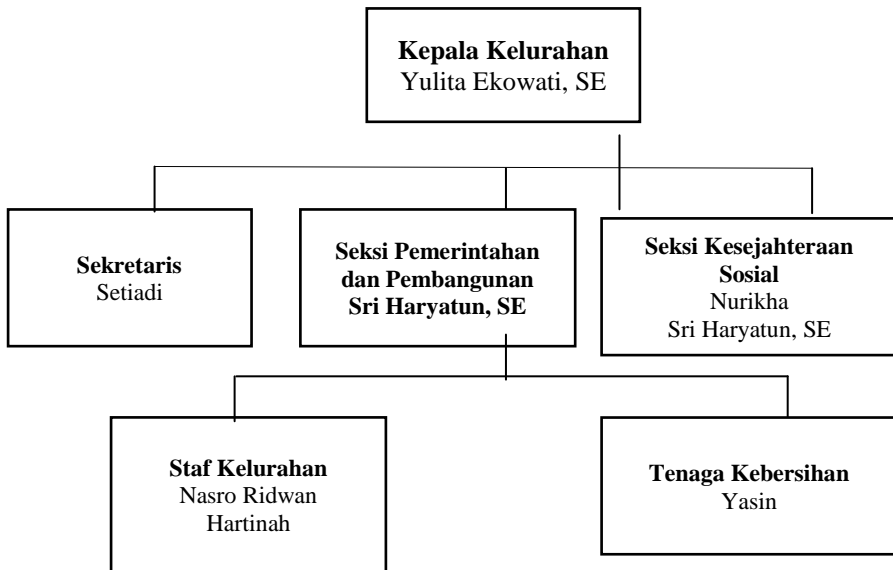 Kepala Kelurahan
Yulita Ekowati, SE
Sekretaris
Setiadi
Seksi Pemerintahan
dan Pembangunan
Sri Haryatun, SE
Seksi Kesejahteraan
Sosial
Nurikha
Sri Haryatun, SE
Staf Kelurahan
Nasro Ridwan
Hartinah
Tenaga Kebersihan
Yasin